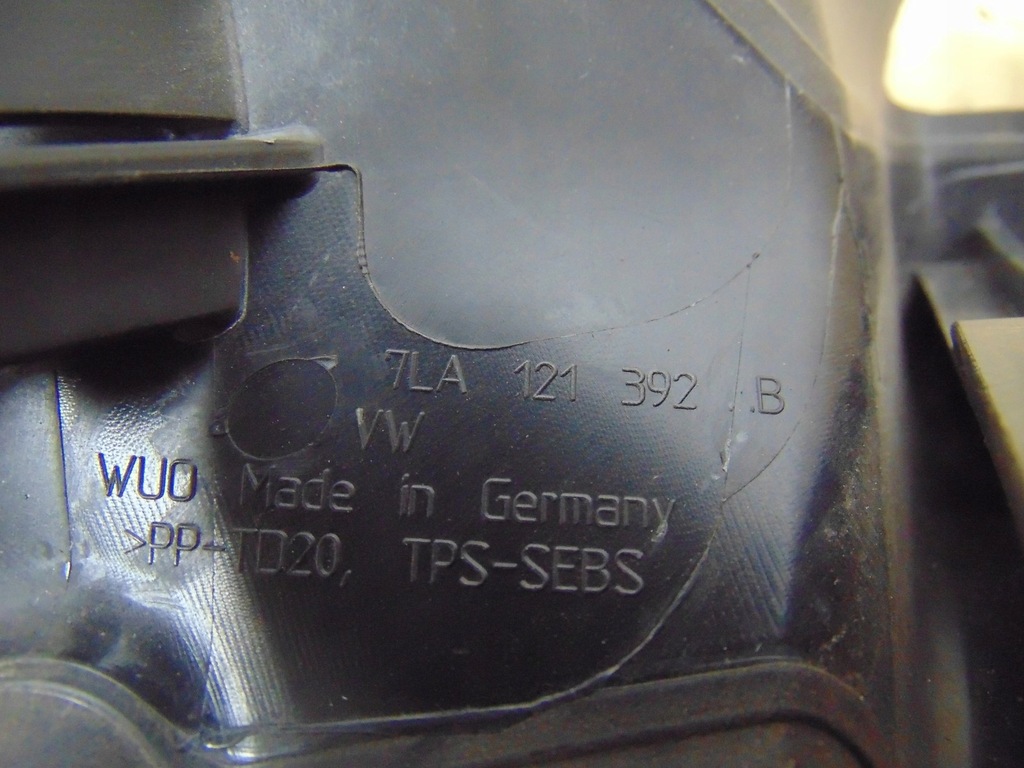 7LA 121 392 .B
VW
WUO Made in Germany
>PP-TD20, TPS-SEBS